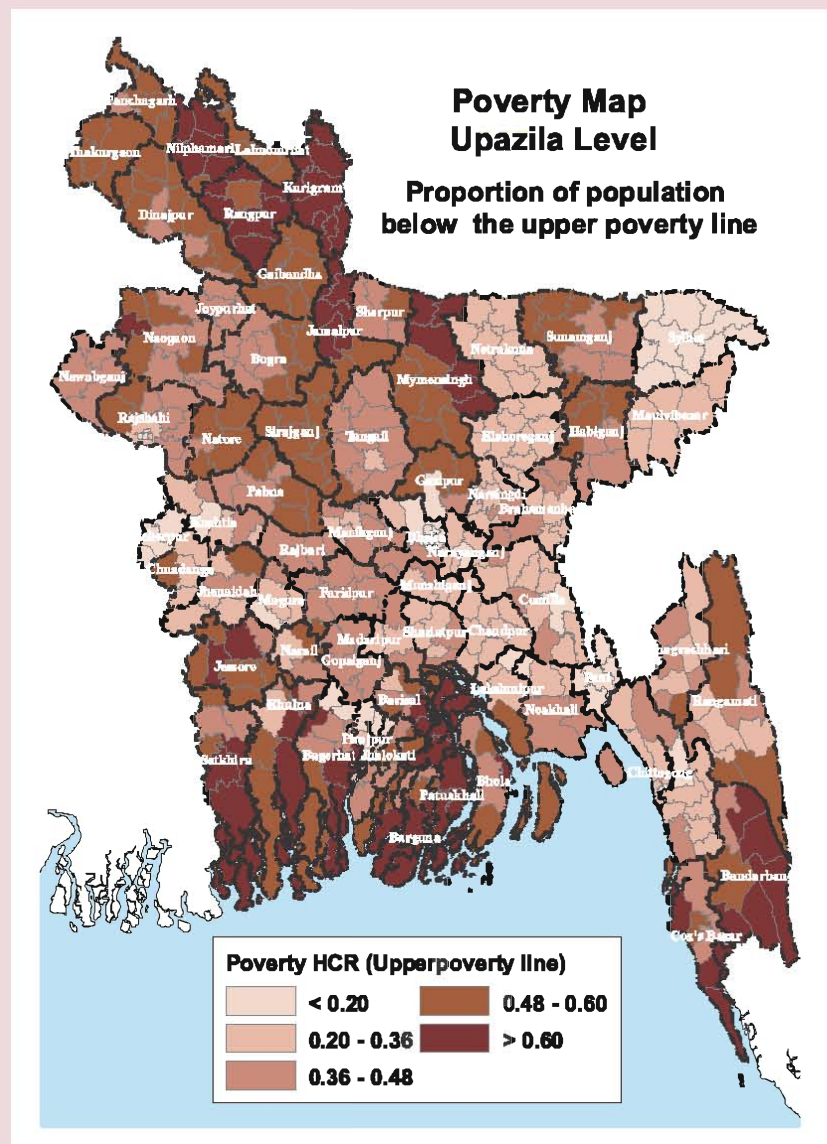 Poverty Map
Upazila Level
Proportion of population
below the upper poverty line
Panchagarh
Nilphamari
Lalmonirhat
Thakurgaon
Kurigram
Dinajpur
Rangpur
Gaibandha
Joypurhat
Sherpur
Jamalpur
Naogaon
Bogra
Netrakona
Sunamganj
Sylhet
Nawabganj
Mymensingh
Rajshahi
Natore
Sirajganj
Tangail
Kishoreganj
Habiganj
Maulvibazar
Pabna
Gazipur
Narsingdi
Kushtia
Manikganj
Dhaka
Rajbari
Narayanganj
Chuadanga
Jhenaidah
Magura
Faridpur
Munshiganj
Comilla
Madaripur
Shariatpur
Chandpur
Jessore
Narail
Gopalganj
Feni
Khulna
Barisal
Lakshmipur
Noakhali
Rangamati
Satkhira
Bagerhat
Pirojpur
Jhalokati
Bhola
Chittagong
Patuakhali
Barguna
Bandarban
Cox's Bazar
Poverty HCR (Upperpoverty line)
< 0.20
0.48 - 0.60
0.20 - 0.36
> 0.60
0.36 - 0.48